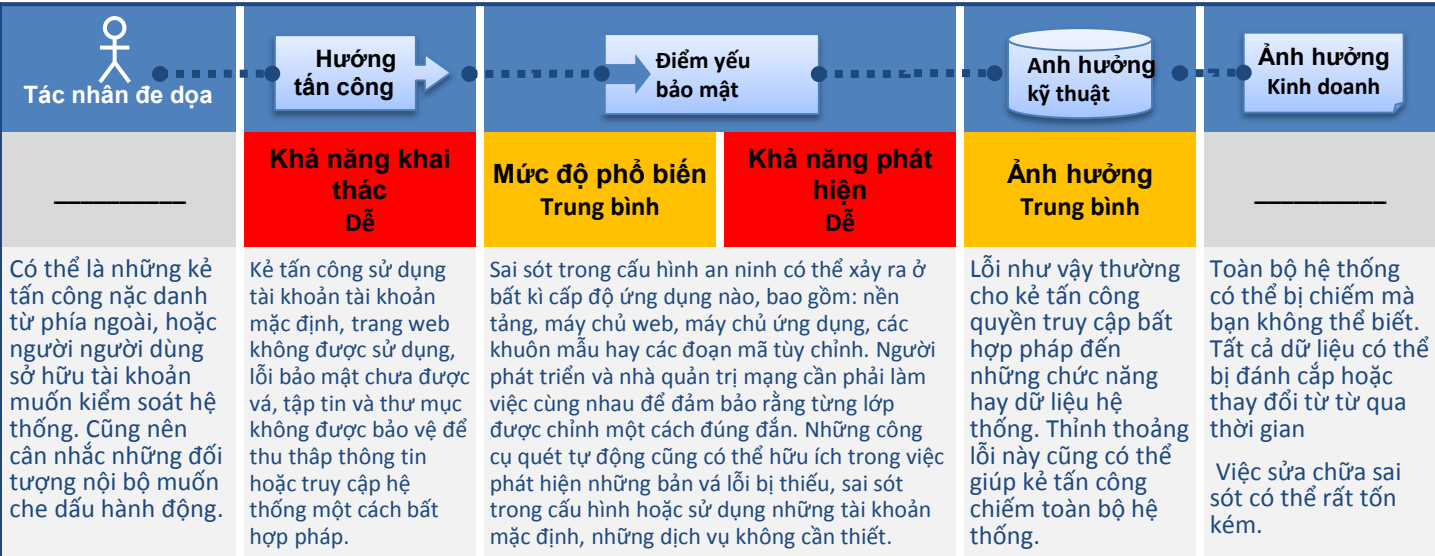 Tác nhân đe dọa
Hướng
tấn công
Điểm yếu
bảo mật
Anh hưởng
kỹ thuật
Ảnh hưởng
Kinh doanh
__________
Khả năng khai
thác
Dễ
Mức độ phổ biến
Trung bình
Khả năng phát
hiện
Dễ
Ảnh hưởng
Trung bình
__________
Có thể là những kẻ
tấn công nặc danh
từ phía ngoài, hoặc
người người dùng
sở hữu tài khoản
muốn kiểm soát hệ
thống. Cũng nên
cân nhắc những đối
tượng nội bộ muốn
che dấu hành động.
Kẻ tấn công sử dụng
tài khoản tài khoản
mặc định, trang web
không được sử dụng,
lỗi bảo mật chưa được
vá, tập tin và thư mục
không được bảo vệ để
thu thâp thông tin
hoặc truy cập hệ
thống một cách bất
hợp pháp.
Sai sót trong cấu hình an ninh có thể xảy ra ở
bất kì cấp độ ứng dụng nào, bao gồm: nền
tảng, máy chủ web, máy chủ ứng dụng, các
khuôn mẫu hay các đoạn mã tùy chỉnh. Người
phát triển và nhà quản trị mạng cần phải làm
việc cùng nhau để đảm bảo rằng từng lớp
được chỉnh một cách đúng đắn. Những công
cụ quét tự động cũng có thể hữu ích trong việc
phát hiện những bản vá lỗi bị thiếu, sai sót
trong cấu hình hoặc sử dụng những tài khoản
mặc định, những dịch vụ không cần thiết.
Lỗi như vậy thường
cho kẻ tấn công
quyền truy cập bất
hợp pháp đến
những chức năng
hay dữ liệu hệ
thống. Thỉnh thoảng
lỗi này cũng có thể
giúp kẻ tấn công
chiếm toàn bộ hệ
thống.
Toàn bộ hệ thống
có thể bị chiếm mà
bạn không thể biết.
Tất cả dữ liệu có thể
bị đánh cắp hoặc
thay đổi từ từ qua
thời gian
Việc sửa chữa sai
sót có thể rất tốn
kém.